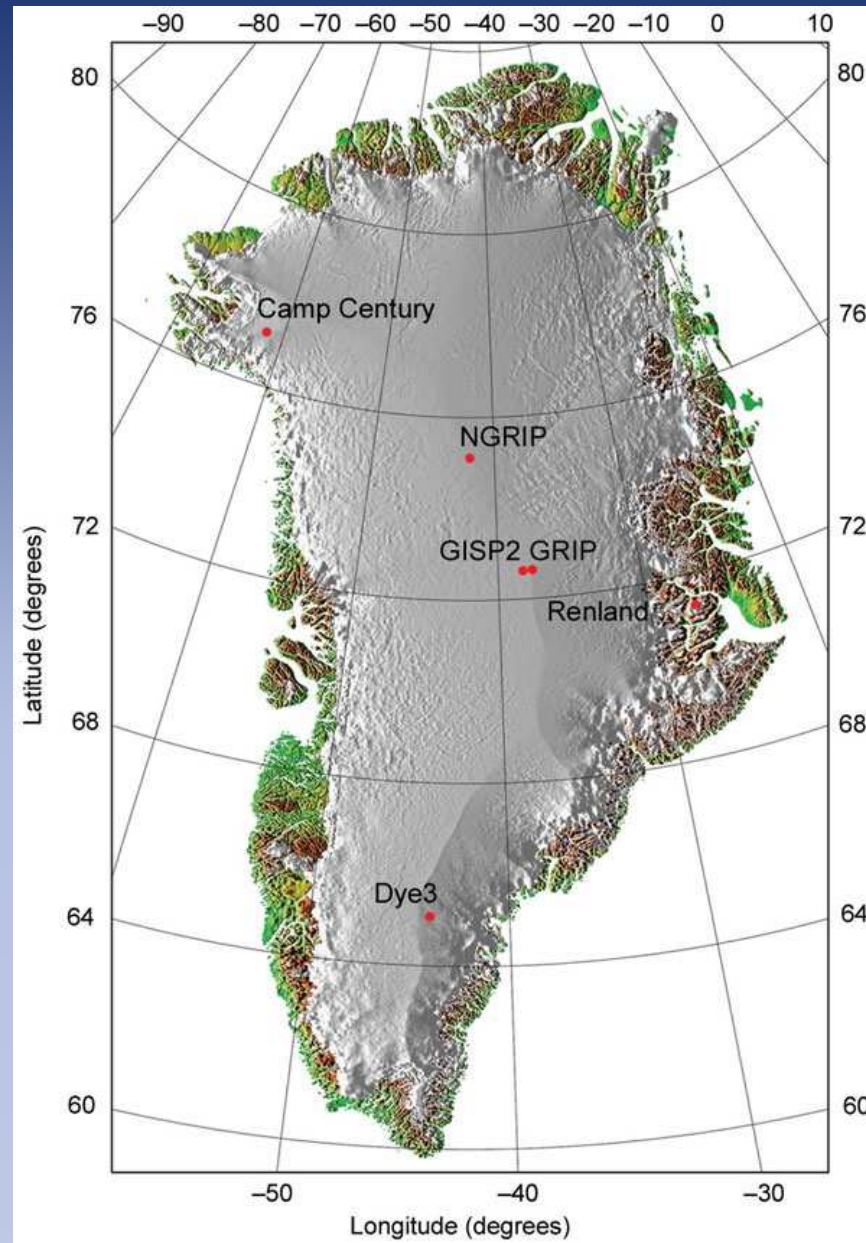 –90 –80 –70 –60 –50 –40 –30 –20 –10 0 10
80 80
76 76
72 72
68 68
64 64
60 60
Camp Century
NGRIP
GISP2 GRIP
Renland
Dye3
Latitude (degrees)
–50 –40 –30
Longitude (degrees)